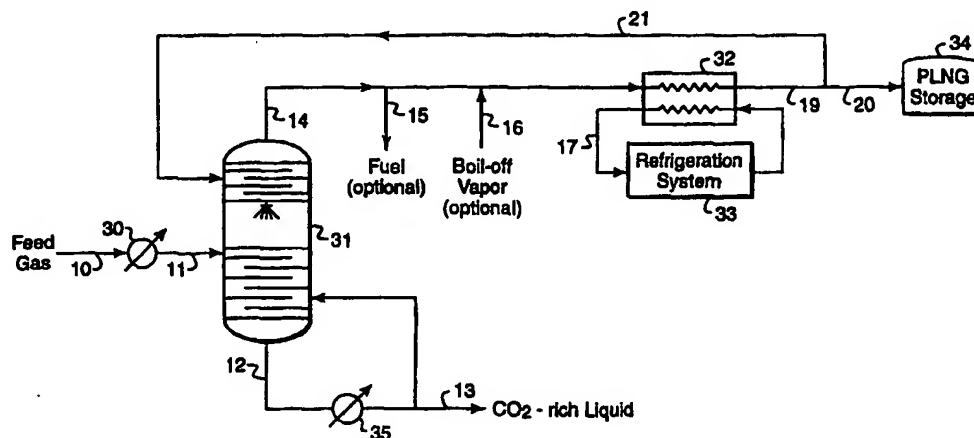 21
34
PLNG
Storage
32
14
15
16
17
19
20
Fuel
(optional)
Boil-off
Vapor
(optional)
Refrigeration
System
33
30
31
Feed
Gas
10
11
12
13
CO2 - rich Liquid
35